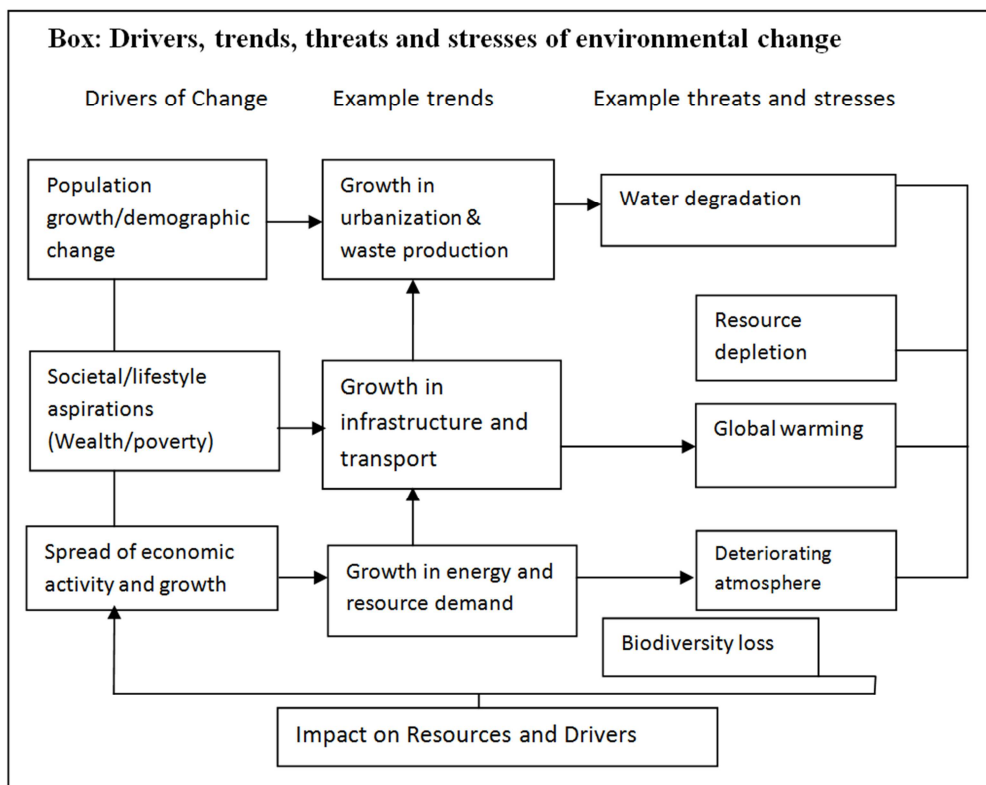 Box: Drivers, trends, threats and stresses of environmental change
Drivers of Change
Example trends
Example threats and stresses
Population
growth/demographic
change
Growth in
urbanization &
waste production
Water degradation
Resource
depletion
Societal/lifestyle
aspirations
(Wealth/poverty)
Growth in
infrastructure and
transport
Global warming
Spread of economic
activity and growth
Growth in energy and
resource demand
Deteriorating
atmosphere
Biodiversity loss
Impact on Resources and Drivers